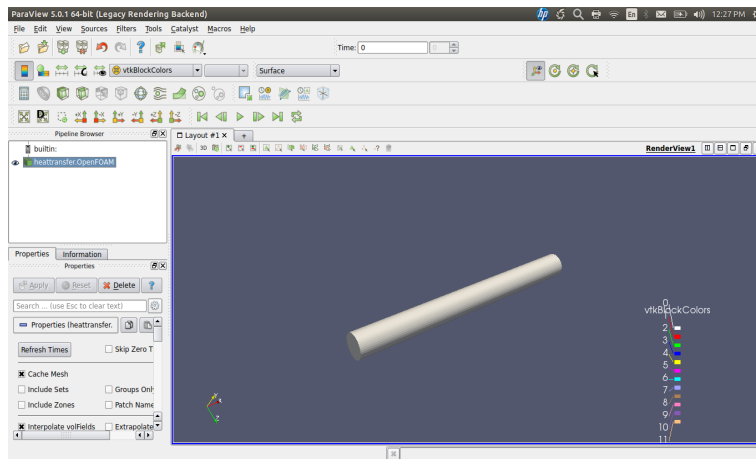 ParaView 5.0.1 64-bit (Legacy Rendering Backend)
En
12:27 PM
File Edit View Sources Filters Tools Catalyst Macros Help
Time: 0
0
vtkBlockColors
Surface
Pipeline Browser
Layout #1
3D
RenderView1
builtin:
heattransfer.OpenFOAM
Properties Information
Properties
Apply Reset Delete ?
Search ... (use Esc to clear text)
Properties (heattransfer.
Refresh Times
Skip Zero T
Cache Mesh
Include Sets
Groups Only
Include Zones
Patch Name
Interpolate volFields
Extrapolate
vtkBlockColors
0
1
2
3
4
5
6
7
8
9
10
11
Y
X
Z